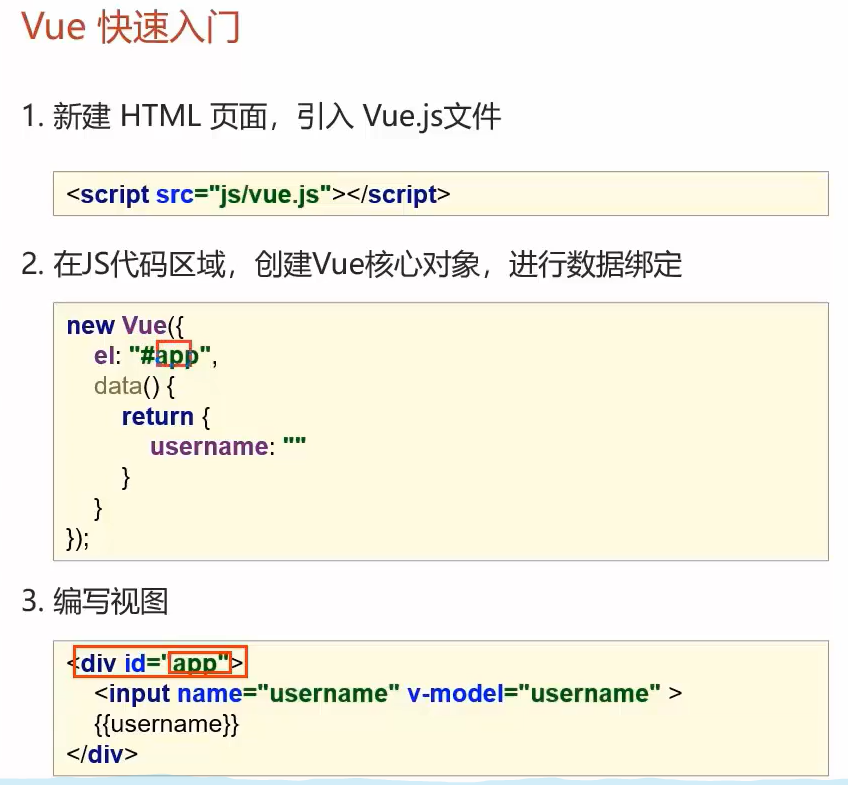 Vue 快速入门
1. 新建 HTML 页面，引入 Vue.js文件
<script src="js/vue.js"></script>
2. 在JS代码区域，创建Vue核心对象，进行数据绑定
new Vue({
el: "#app",
data() {
return {
username: ""
}
}
});
3. 编写视图
<div id="app">
<input name="username" v-model="username" >
{{username}}
</div>